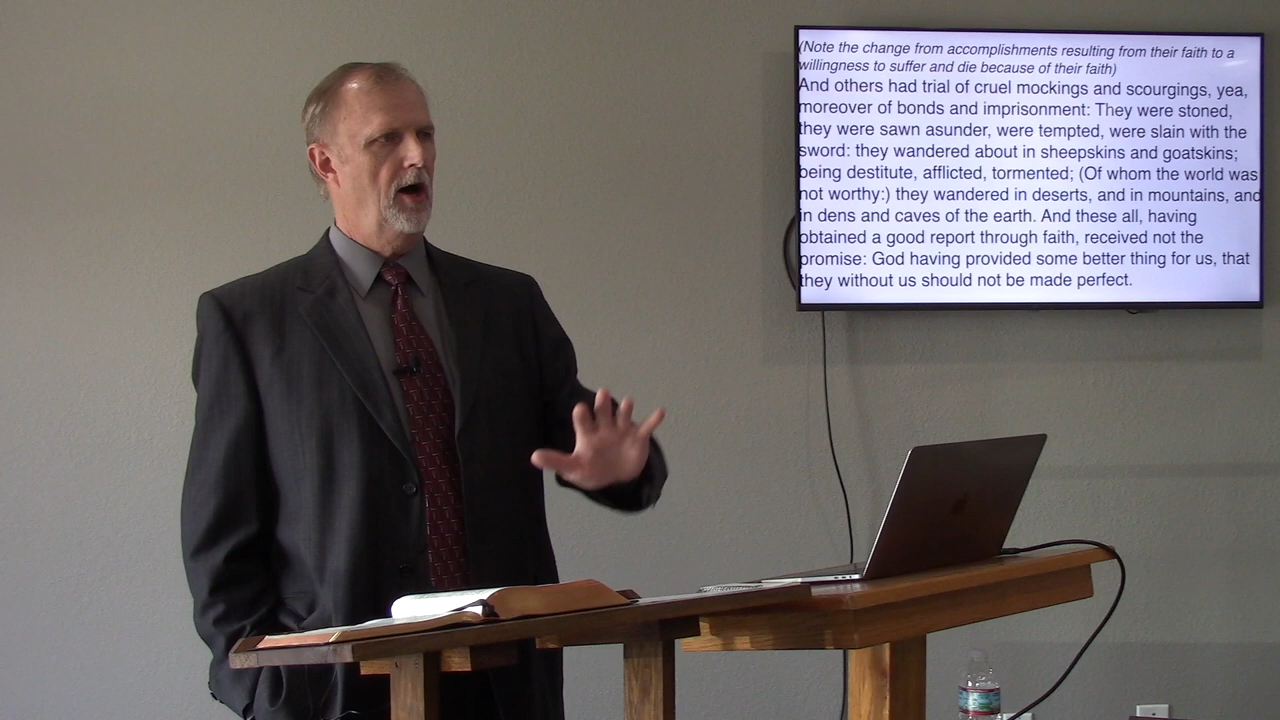 (Note the change from accomplishments resulting from their faith to a
willingness to suffer and die because of their faith)
And others had trial of cruel mockings and scourgings, yea,
moreover of bonds and imprisonment: They were stoned,
they were sawn asunder, were tempted, were slain with the
sword: they wandered about in sheepskins and goatskins;
being destitute, afflicted, tormented; (Of whom the world was
not worthy:) they wandered in deserts, and in mountains, and
in dens and caves of the earth. And these all, having
obtained a good report through faith, received not the
promise: God having provided some better thing for us, that
they without us should not be made perfect.